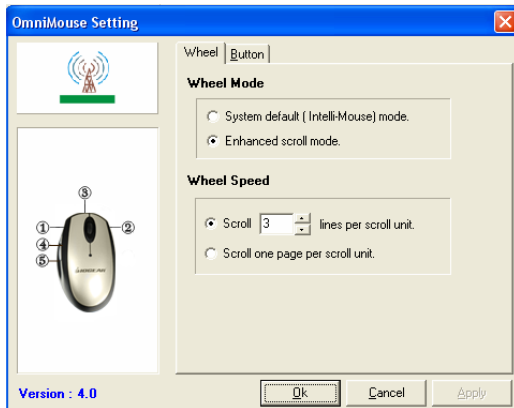 OmniMouse Setting
Wheel Button
Wheel Mode
System default ( Intelli-Mouse) mode.
Enhanced scroll mode.
Wheel Speed
Scroll 3 lines per scroll unit.
Scroll one page per scroll unit.
③
① ②
④
⑤
Version : 4.0
Ok Cancel Apply